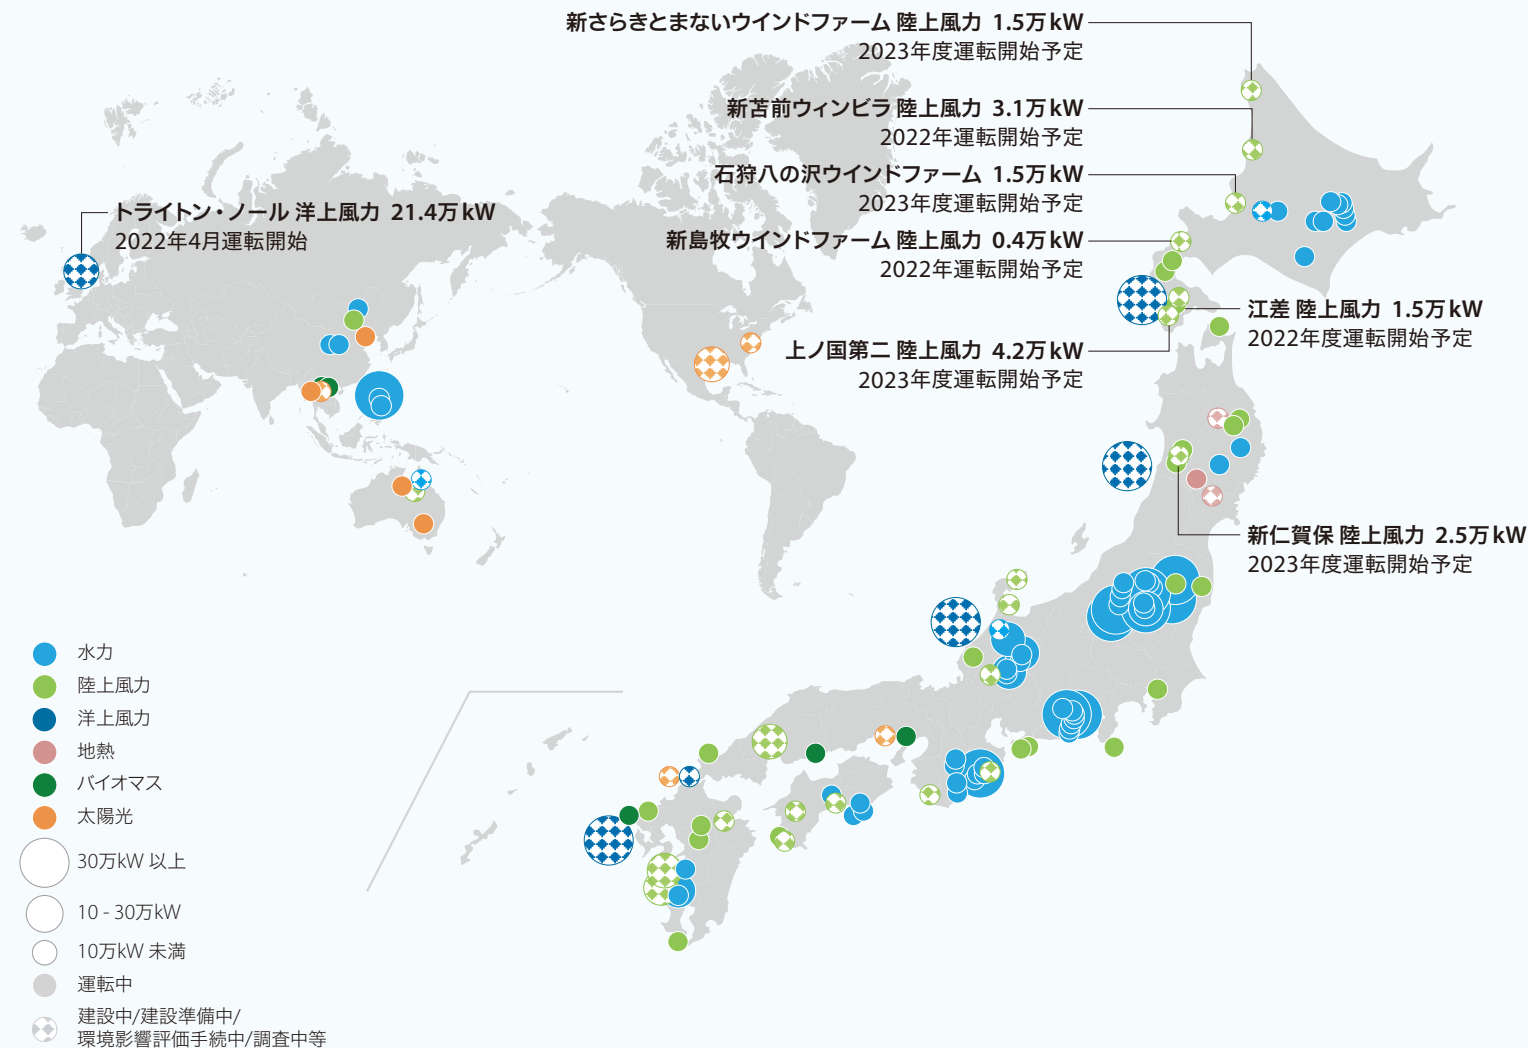 新さらきとまないウインドファーム 陸上風力 1.5万kW
2023年度運転開始予定
新苫前ウィンビラ 陸上風力 3.1万kW
2022年運転開始予定
石狩八の沢ウインドファーム 1.5万kW
2023年度運転開始予定
トライトン・ノール 洋上風力 21.4万kW
2022年4月運転開始
新島牧ウインドファーム 陸上風力 0.4万kW
2022年度運転開始予定
江差 陸上風力 1.5万kW
2022年度運転開始予定
上ノ国第二 陸上風力 4.2万kW
2023年度運転開始予定
新仁賀保 陸上風力 2.5万kW
2023年度運転開始予定
水力
陸上風力
洋上風力
地熱
バイオマス
太陽光
30万kW 以上
10 - 30万kW
10万kW 未満
運転中
建設中/建設準備中/
環境影響評価手続中/調査中等